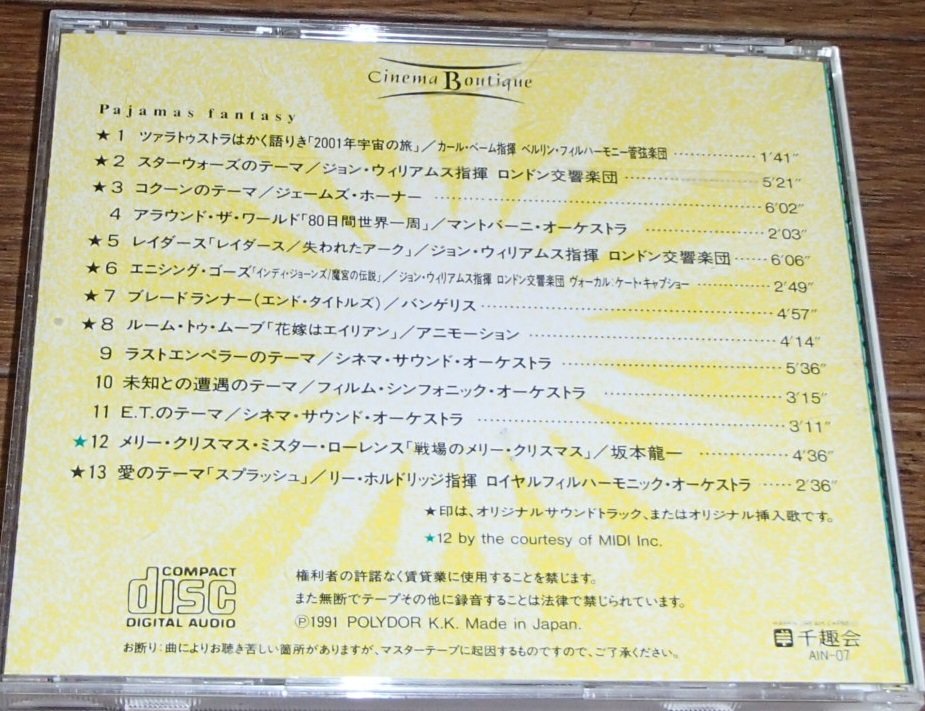 Cinema Boutique
Pajamas fantasy
★1 ツァラトゥストラはかく語りき「2001年宇宙の旅」／カール・ベーム指揮 ベルリン・フィルハーモニー管弦楽団 ……………… 1′41″
★2 スターウォーズのテーマ／ジョン・ウィリアムス指揮 ロンドン交響楽団 ……………… 5′21″
★3 コクーンのテーマ／ジェームズ・ホーナー ……………… 6′02″
4 アラウンド・ザ・ワールド「80日間世界一周」／マントバーニ・オーケストラ ……………… 2′03″
★5 レイダース「レイダース／失われたアーク」／ジョン・ウィリアムス指揮 ロンドン交響楽団 …… 6′06″
★6 エニシング・ゴーズ「インディ・ジョーンズ/魔宮の伝説」／ジョン・ウィリアムス指揮 ロンドン交響楽団 ヴォーカル:ケート・キャプショー ……………… 2′49″
★7 ブレードランナー(エンド・タイトルズ)／バンゲリス ……………… 4′57″
★8 ルーム・トゥ・ムーブ「花嫁はエイリアン」／アニモーション ……………… 4′14″
9 ラストエンペラーのテーマ／シネマ・サウンド・オーケストラ ……………… 5′36″
10 未知との遭遇のテーマ／フィルム・シンフォニック・オーケストラ ……………… 3′15″
11 E.T.のテーマ／シネマ・サウンド・オーケストラ ……………… 3′11″
★12 メリー・クリスマス・ミスター・ローレンス「戦場のメリー・クリスマス」／坂本龍一 ……………… 4′36″
★13 愛のテーマ「スプラッシュ」／リー・ホルドリッジ指揮 ロイヤルフィルハーモニック・オーケストラ …… 2′36″
★印は、オリジナルサウンドトラック、またはオリジナル挿入歌です。
★12 by the courtesy of MIDI Inc.
COMPACT
disc
DIGITAL AUDIO
権利者の許諾なく賃貸業に使用することを禁じます。
また無断でテープその他に録音することは法律で禁じられています。
Ⓟ1991 POLYDOR K.K. Made in Japan.
千趣会
AIN-07
お断り:曲によりお聴き苦しい箇所がありますが、マスターテープに起因するものですので、ご了承ください。